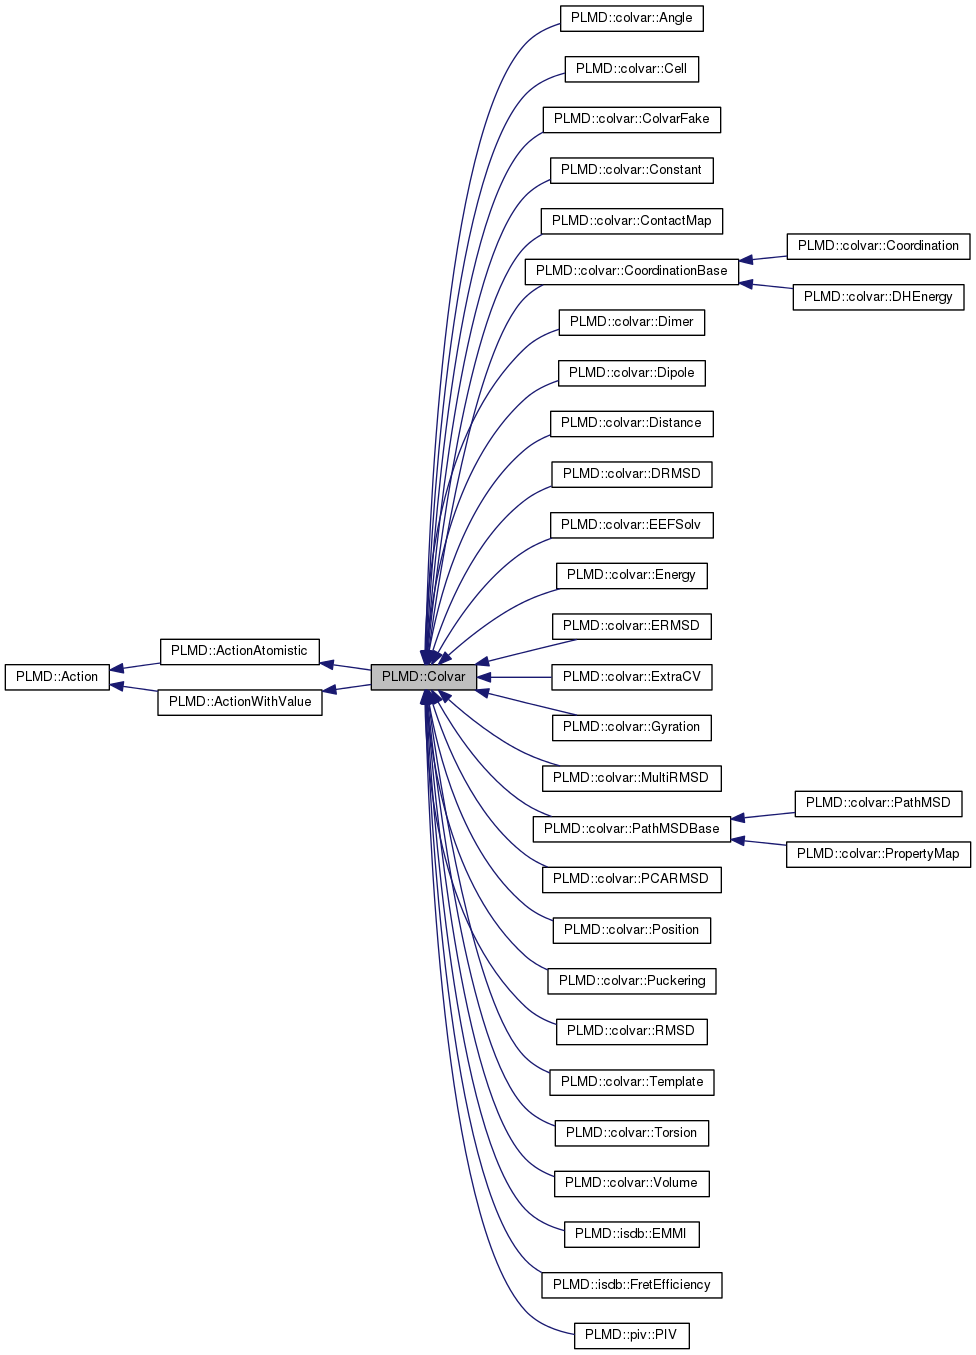 PLMD::Action
PLMD::ActionAtomistic
PLMD::ActionWithValue
PLMD::Colvar
PLMD::colvar::Angle
PLMD::colvar::Cell
PLMD::colvar::ColvarFake
PLMD::colvar::Constant
PLMD::colvar::ContactMap
PLMD::colvar::CoordinationBase
PLMD::colvar::Coordination
PLMD::colvar::DHEnergy
PLMD::colvar::Dimer
PLMD::colvar::Dipole
PLMD::colvar::Distance
PLMD::colvar::DRMSD
PLMD::colvar::EEFSolv
PLMD::colvar::Energy
PLMD::colvar::ERMSD
PLMD::colvar::ExtraCV
PLMD::colvar::Gyration
PLMD::colvar::MultiRMSD
PLMD::colvar::PathMSDBase
PLMD::colvar::PathMSD
PLMD::colvar::PropertyMap
PLMD::colvar::PCARMSD
PLMD::colvar::Position
PLMD::colvar::Puckering
PLMD::colvar::RMSD
PLMD::colvar::Template
PLMD::colvar::Torsion
PLMD::colvar::Volume
PLMD::isdb::EMMI
PLMD::isdb::FretEfficiency
PLMD::piv::PIV